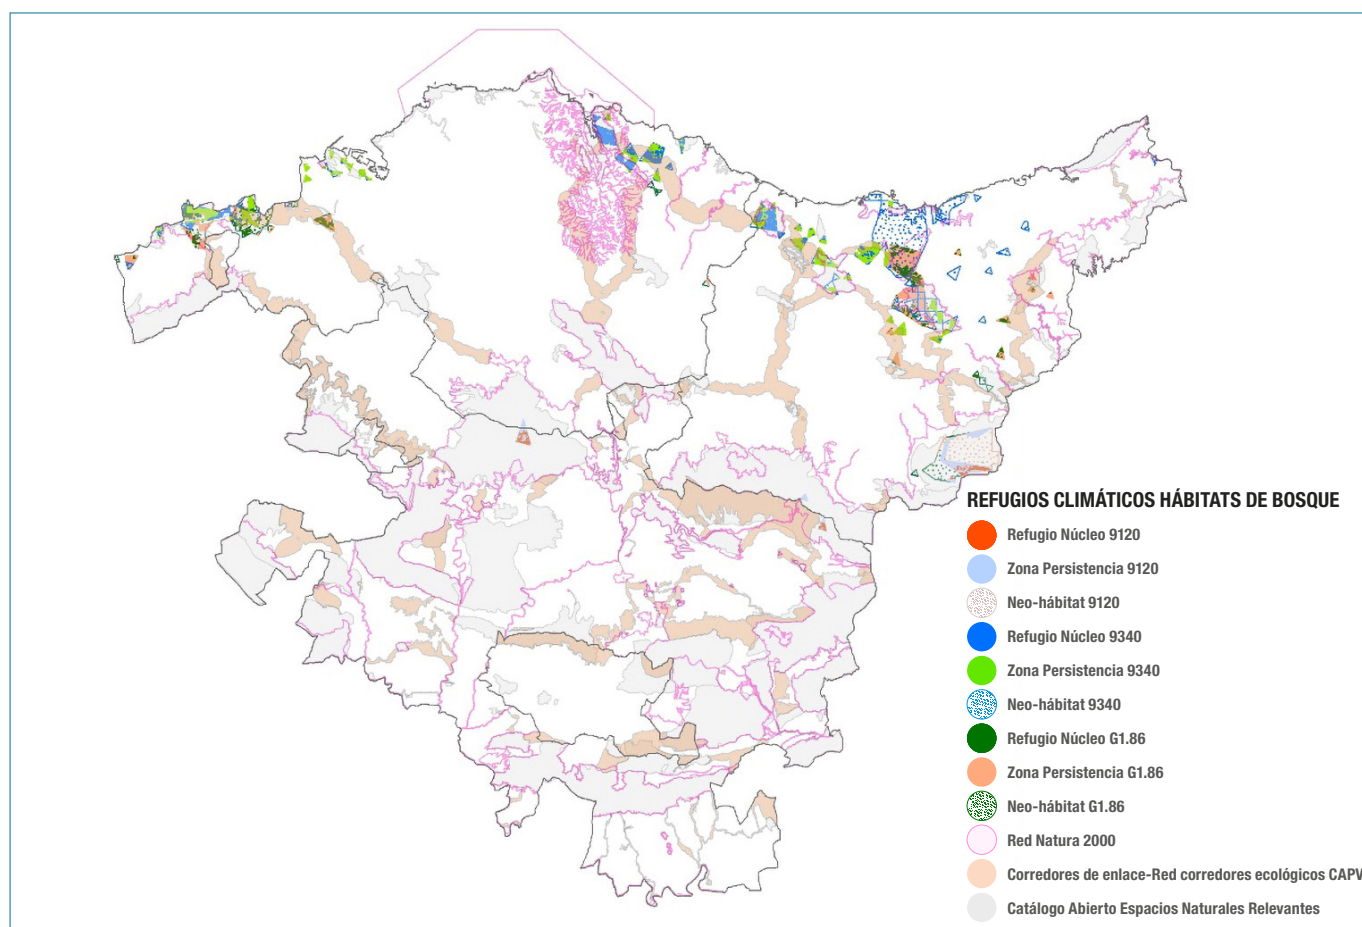 REFUGIOS CLIMÁTICOS HÁBITATS DE BOSQUE
Refugio Núcleo 9120
Zona Persistencia 9120
Neo-hábitat 9120
Refugio Núcleo 9340
Zona Persistencia 9340
Neo-hábitat 9340
Refugio Núcleo G1.86
Zona Persistencia G1.86
Neo-hábitat G1.86
Red Natura 2000
Corredores de enlace-Red corredores ecológicos CAPV
Catálogo Abierto Espacios Naturales Relevantes